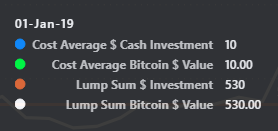 01-Jan-19
Cost Average $ Cash Investment 10
Cost Average Bitcoin $ Value 10.00
Lump Sum $ Investment 530
Lump Sum Bitcoin $ Value 530.00